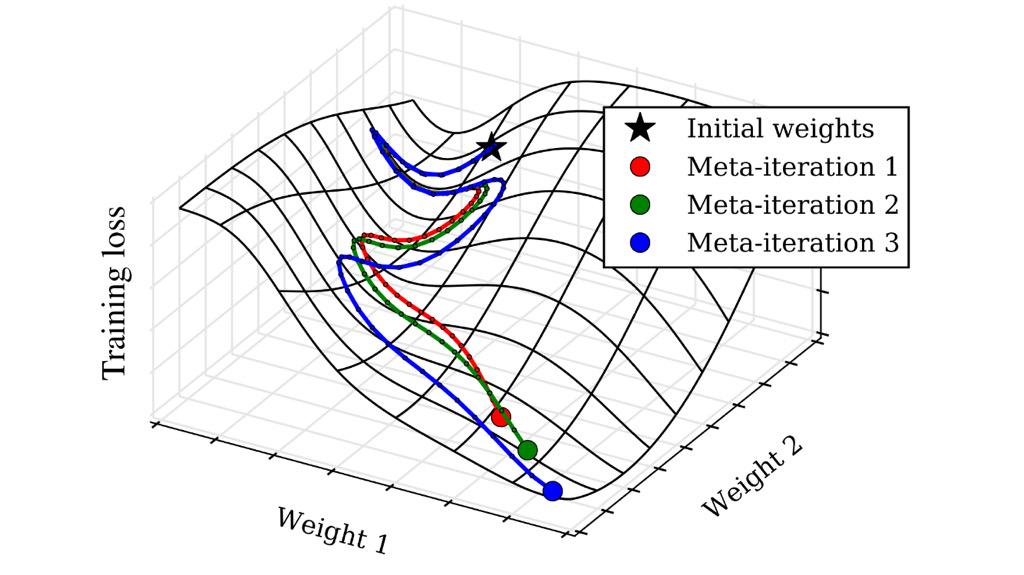 Initial weights
Meta-iteration 1
Meta-iteration 2
Meta-iteration 3
Training loss
Weight 1
Weight 2